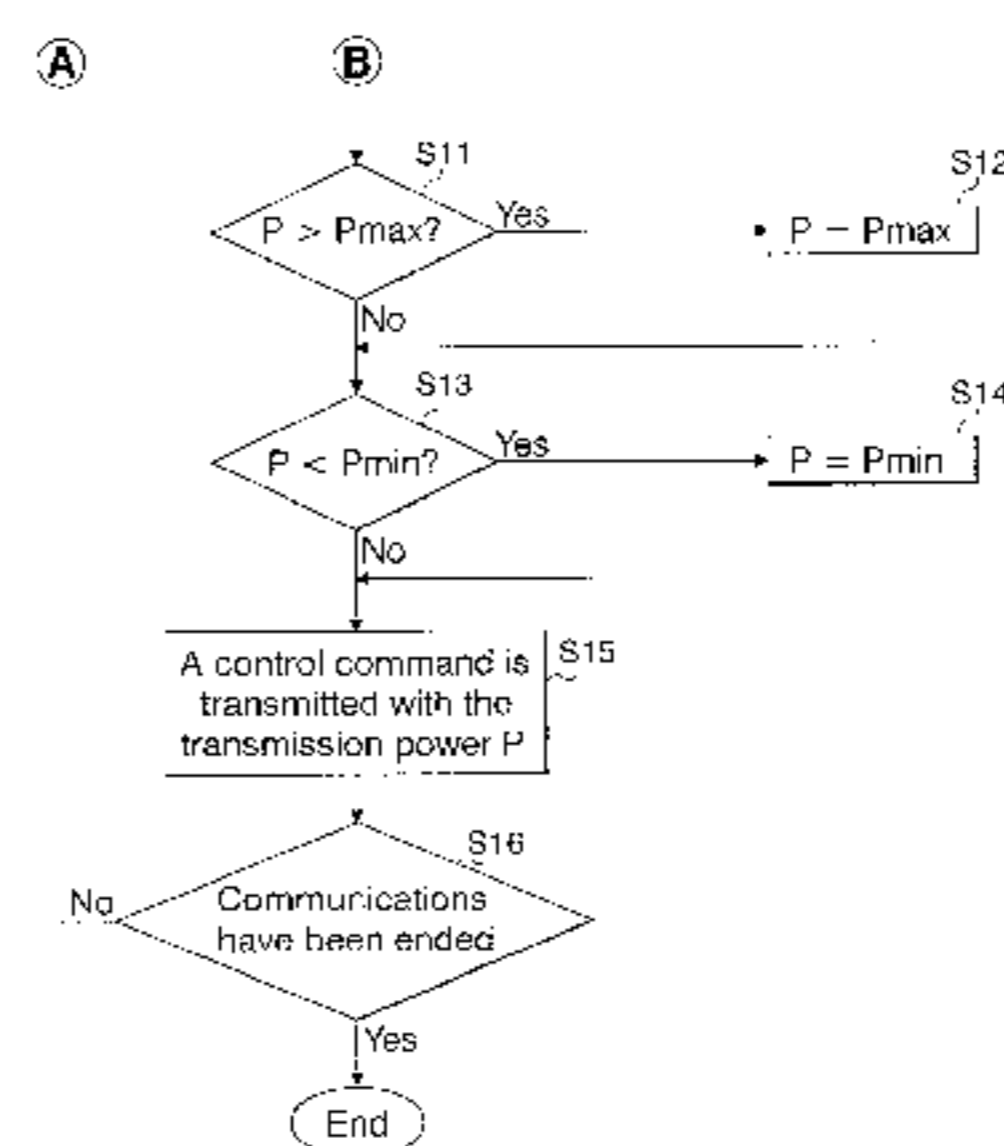 A
B
S11
P > Pmax?
Yes
S12
P = Pmax
No
S13
P < Pmin?
Yes
S14
P = Pmin
No
A control command is
transmitted with the
transmission power P
S15
S16
Communications
have been ended
No
Yes
End